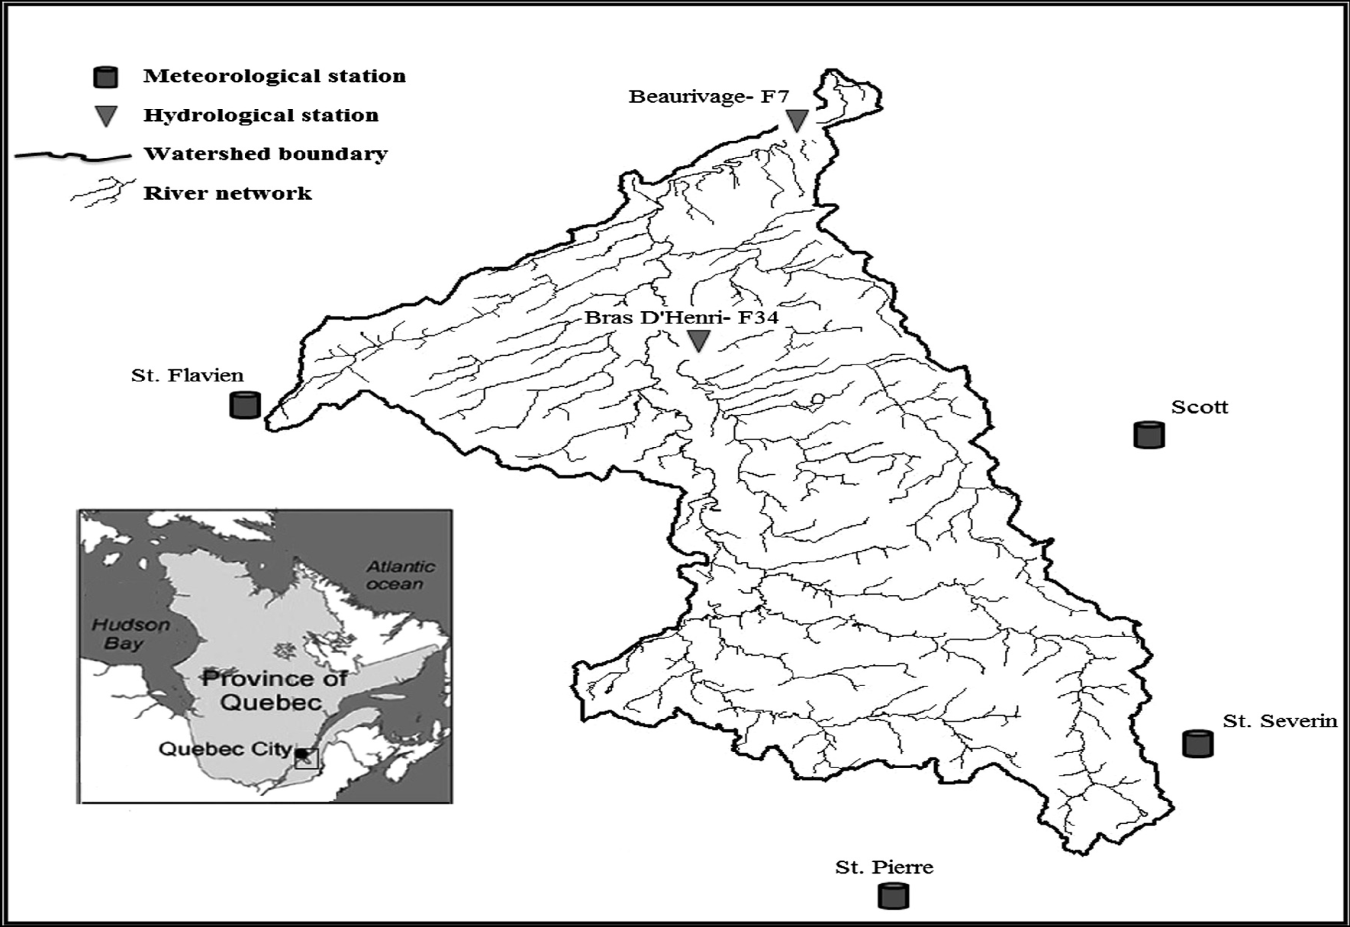 Meteorological station
Hydrological station
Watershed boundary
River network
Beaurivage- F7
Bras D'Henri- F34
St. Flavien
Scott
St. Severin
St. Pierre
Atlantic
ocean
Hudson
Bay
Province of
Quebec
Quebec City